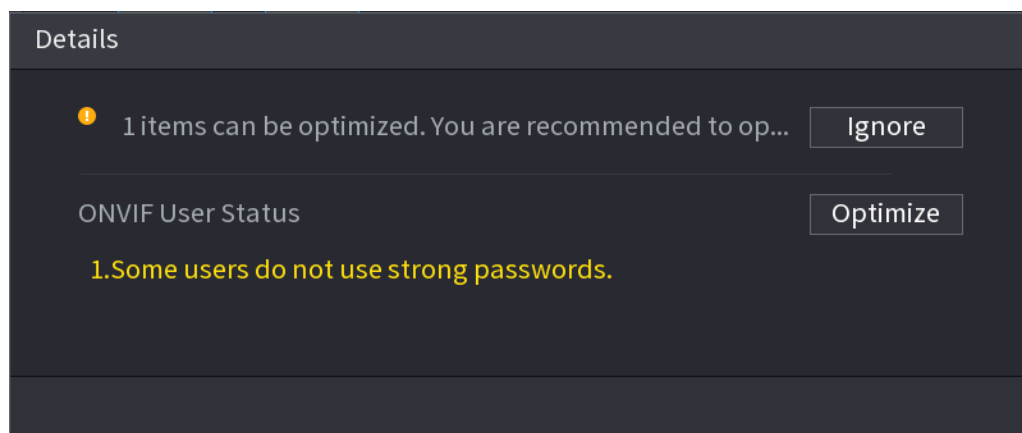 Details
1 items can be optimized. You are recommended to op... Ignore
ONVIF User Status Optimize
1.Some users do not use strong passwords.